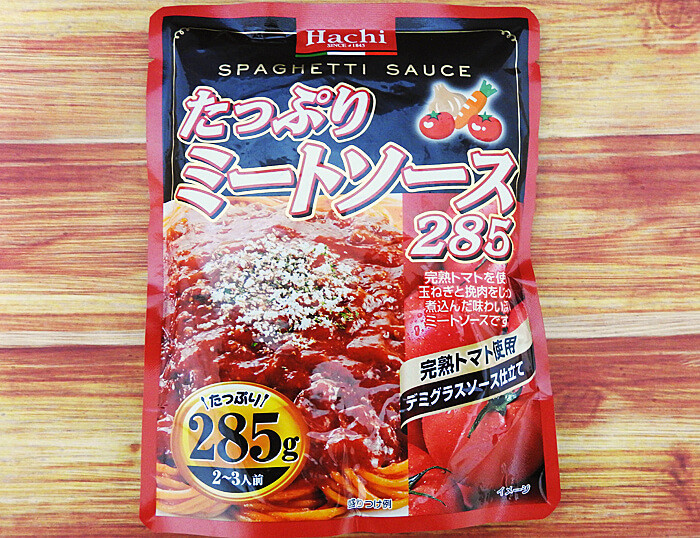 Hachi
SINCE 1845
SPAGHETTI SAUCE
たっぷり
ミートソース
285
完熟トマトを使
玉ねぎと挽肉をじっ
煮込んだ味わい
ミートソースです
完熟トマト使用
デミグラスソース仕立て
たっぷり!
285g
2〜3人前
盛りつけ例
イメージ